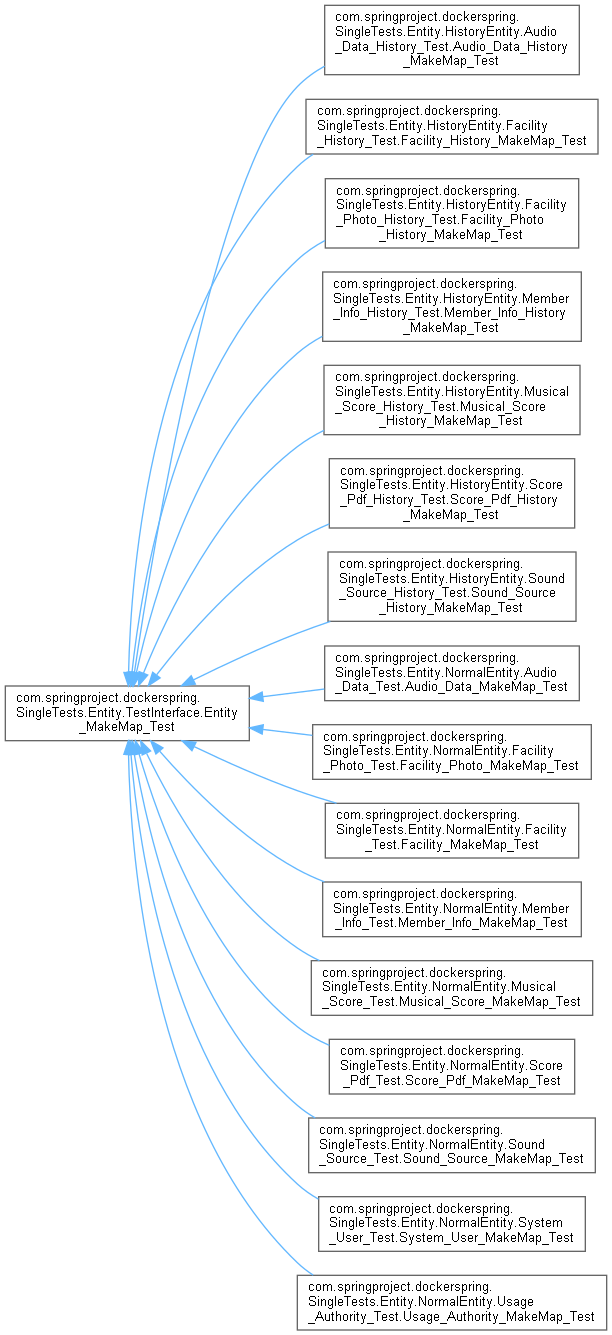 com.springproject.dockerspring.
SingleTests.Entity.HistoryEntity.Audio
_Data_History_Test.Audio_Data_History
_MakeMap_Test
com.springproject.dockerspring.
SingleTests.Entity.HistoryEntity.Facility
_History_Test.Facility_History_MakeMap_Test
com.springproject.dockerspring.
SingleTests.Entity.HistoryEntity.Facility
_Photo_History_Test.Facility_Photo
_History_MakeMap_Test
com.springproject.dockerspring.
SingleTests.Entity.HistoryEntity.Member
_Info_History_Test.Member_Info_History
_MakeMap_Test
com.springproject.dockerspring.
SingleTests.Entity.HistoryEntity.Musical
_Score_History_Test.Musical_Score
_History_MakeMap_Test
com.springproject.dockerspring.
SingleTests.Entity.HistoryEntity.Score
_Pdf_History_Test.Score_Pdf_History
_MakeMap_Test
com.springproject.dockerspring.
SingleTests.Entity.HistoryEntity.Sound
_Source_History_Test.Sound_Source
_History_MakeMap_Test
com.springproject.dockerspring.
SingleTests.Entity.NormalEntity.Audio
_Data_Test.Audio_Data_MakeMap_Test
com.springproject.dockerspring.
SingleTests.Entity.TestInterface.Entity
_MakeMap_Test
com.springproject.dockerspring.
SingleTests.Entity.NormalEntity.Facility
_Photo_Test.Facility_Photo_MakeMap_Test
com.springproject.dockerspring.
SingleTests.Entity.NormalEntity.Facility
_Test.Facility_MakeMap_Test
com.springproject.dockerspring.
SingleTests.Entity.NormalEntity.Member
_Info_Test.Member_Info_MakeMap_Test
com.springproject.dockerspring.
SingleTests.Entity.NormalEntity.Musical
_Score_Test.Musical_Score_MakeMap_Test
com.springproject.dockerspring.
SingleTests.Entity.NormalEntity.Score
_Pdf_Test.Score_Pdf_MakeMap_Test
com.springproject.dockerspring.
SingleTests.Entity.NormalEntity.Sound
_Source_Test.Sound_Source_MakeMap_Test
com.springproject.dockerspring.
SingleTests.Entity.NormalEntity.System
_User_Test.System_User_MakeMap_Test
com.springproject.dockerspring.
SingleTests.Entity.NormalEntity.Usage
_Authority_Test.Usage_Authority_MakeMap_Test